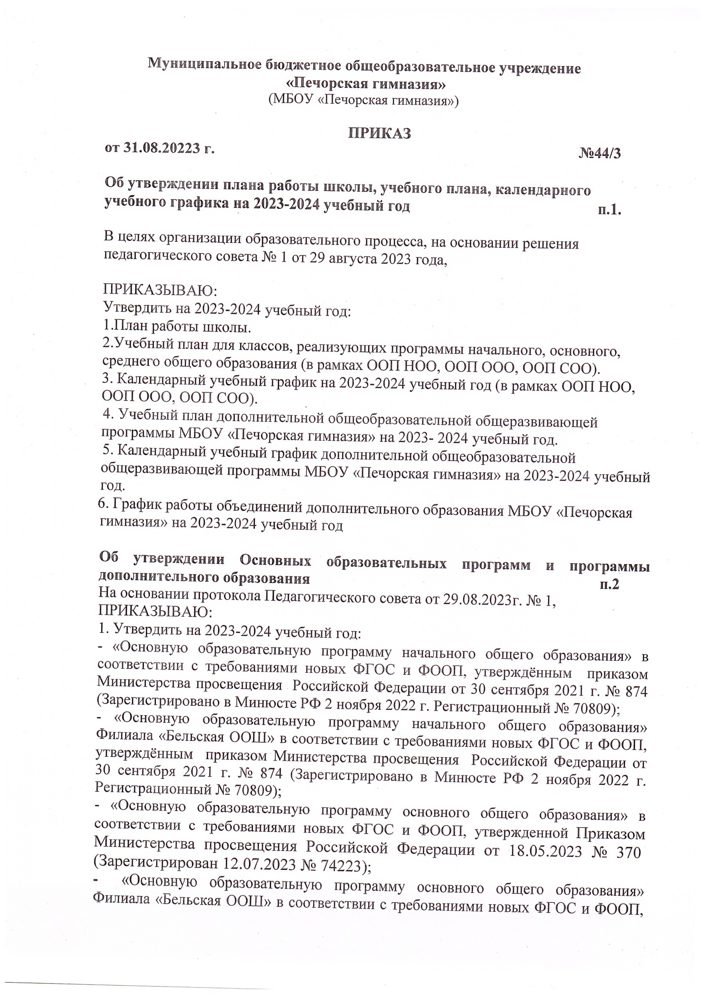 Муниципальное бюджетное общеобразовательное учреждение
«Печорская гимназия»
(МБОУ «Печорская гимназия»)
ПРИКАЗ
от 31.08.20223 г. №44/3
Об утверждении плана работы школы, учебного плана, календарного
учебного графика на 2023-2024 учебный год п.1.
В целях организации образовательного процесса, на основании решения
педагогического совета № 1 от 29 августа 2023 года,
ПРИКАЗЫВАЮ:
Утвердить на 2023-2024 учебный год:
1.План работы школы.
2.Учебный план для классов, реализующих программы начального, основного,
среднего общего образования (в рамках ООП НОО, ООП ООО, ООП СОО).
3. Календарный учебный график на 2023-2024 учебный год (в рамках ООП НОО,
ООП ООО, ООП СОО).
4. Учебный план дополнительной общеобразовательной общеразвивающей
программы МБОУ «Печорская гимназия» на 2023- 2024 учебный год.
5. Календарный учебный график дополнительной общеобразовательной
общеразвивающей программы МБОУ «Печорская гимназия» на 2023-2024 учебный
год.
6. График работы объединений дополнительного образования МБОУ «Печорская
гимназия» на 2023-2024 учебный год
Об утверждении Основных образовательных программ и программы
дополнительного образования п.2
На основании протокола Педагогического совета от 29.08.2023г. № 1,
ПРИКАЗЫВАЮ:
1. Утвердить на 2023-2024 учебный год:
- «Основную образовательную программу начального общего образования» в
соответствии с требованиями новых ФГОС и ФООП, утверждённым приказом
Министерства просвещения Российской Федерации от 30 сентября 2021 г. № 874
(Зарегистрировано в Минюсте РФ 2 ноября 2022 г. Регистрационный № 70809);
- «Основную образовательную программу начального общего образования»
Филиала «Бельская ООШ» в соответствии с требованиями новых ФГОС и ФООП,
утверждённым приказом Министерства просвещения Российской Федерации от
30 сентября 2021 г. № 874 (Зарегистрировано в Минюсте РФ 2 ноября 2022 г.
Регистрационный № 70809);
- «Основную образовательную программу основного общего образования» в
соответствии с требованиями новых ФГОС и ФООП, утвержденной Приказом
Министерства просвещения Российской Федерации от 18.05.2023 № 370
(Зарегистрирован 12.07.2023 № 74223);
- «Основную образовательную программу основного общего образования»
Филиала «Бельская ООШ» в соответствии с требованиями новых ФГОС и ФООП,